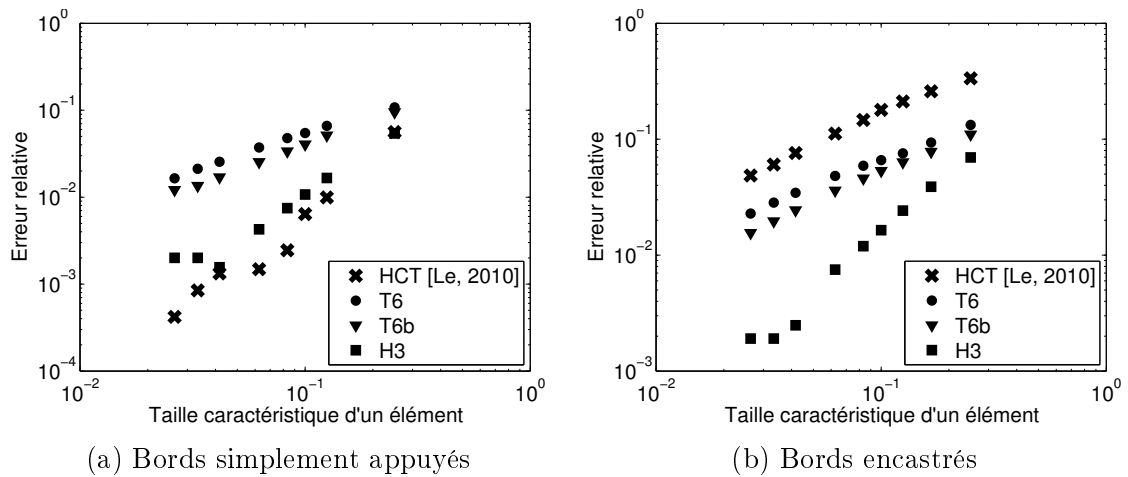 10^0
10^-1
10^-2
10^-3
10^-4
Erreur relative
HCT [Le, 2010]
T6
T6b
H3
10^-2
10^-1
10^0
Taille caractéristique d'un élément
(a) Bords simplement appuyés
10^0
10^-1
10^-2
10^-3
Erreur relative
HCT [Le, 2010]
T6
T6b
H3
10^-2
10^-1
10^0
Taille caractéristique d'un élément
(b) Bords encastrés